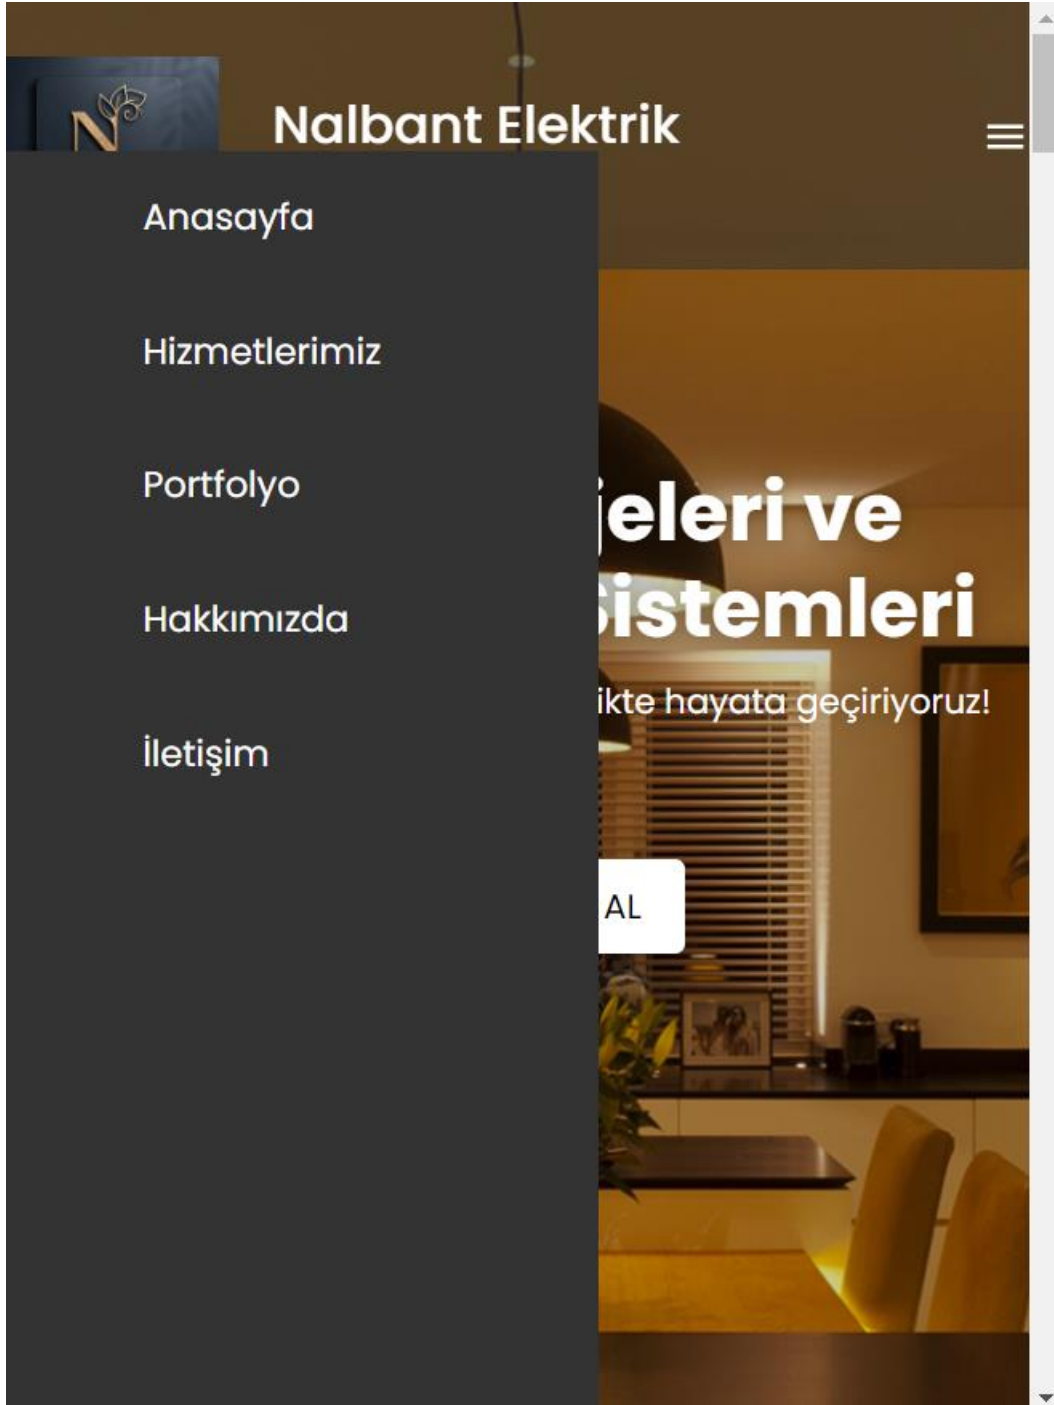 N
Nalbant Elektrik
Anasayfa
Hizmetlerimiz
Portfolyo
Hakkımızda
İletişim
jeleri ve
Sistemleri
ikte hayata geçiriyoruz!
AL